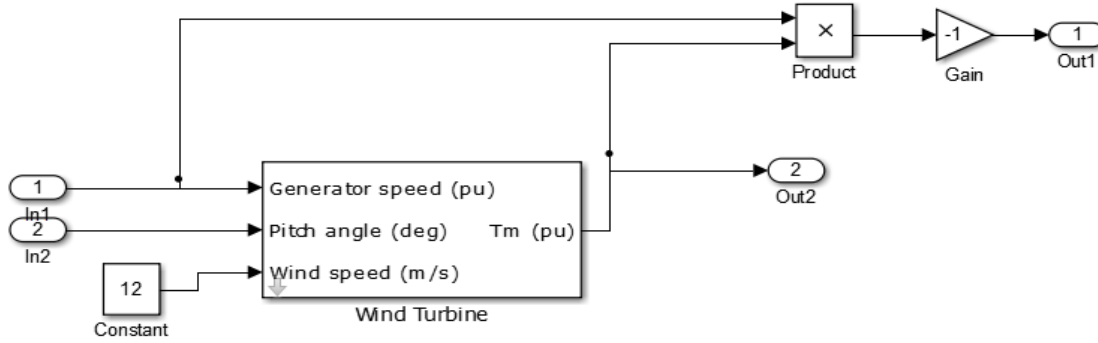 ×
Product
-1
Gain
1
Out1
1
In1
2
In2
12
Constant
Generator speed (pu)
Pitch angle (deg)
Tm (pu)
Wind speed (m/s)
Wind Turbine
2
Out2